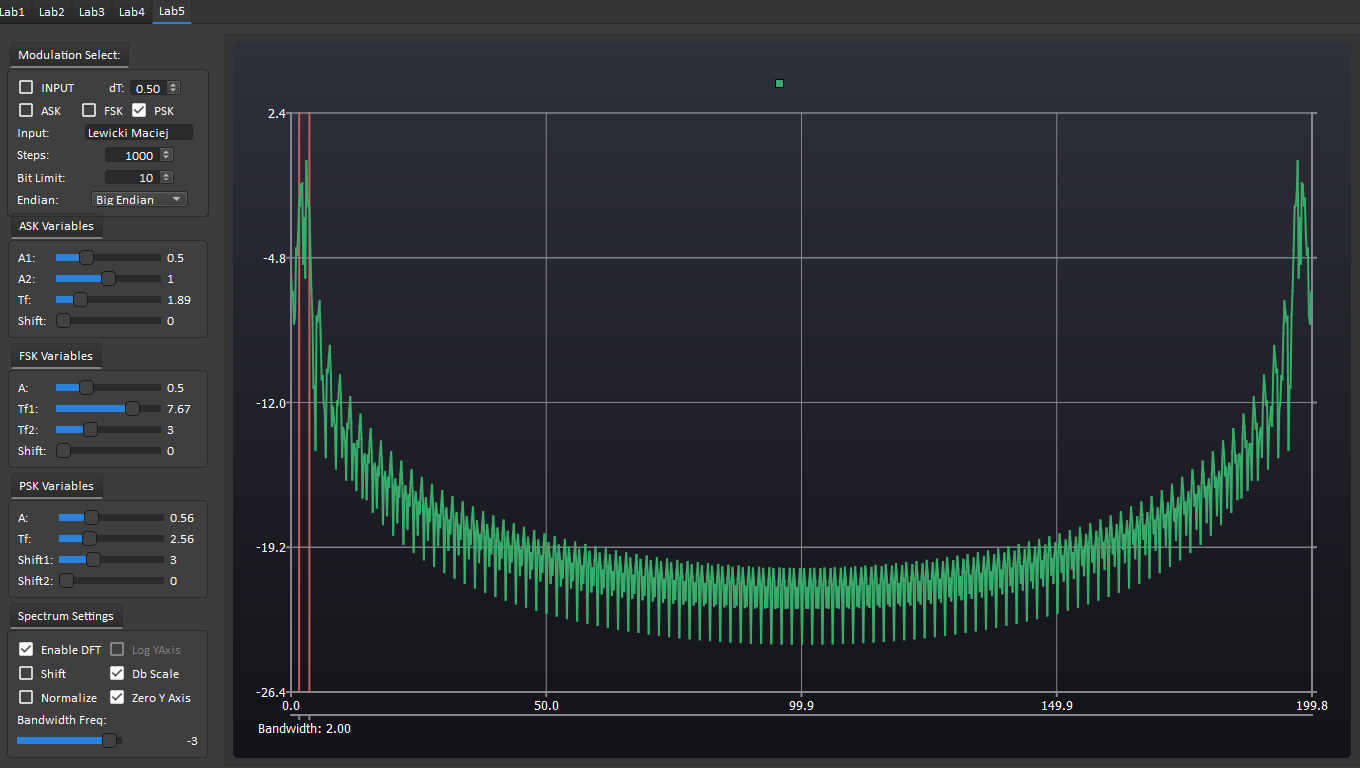 Lab1 Lab2 Lab3 Lab4 Lab5
Modulation Select:
INPUT dT: 0.50
ASK FSK PSK
Input: Lewicki Maciej
Steps: 1000
Bit Limit: 10
Endian: Big Endian
ASK Variables
A1: 0.5
A2: 1
Tf: 1.89
Shift: 0
FSK Variables
A: 0.5
Tf1: 7.67
Tf2: 3
Shift: 0
PSK Variables
A: 0.56
Tf: 2.56
Shift1: 3
Shift2: 0
Spectrum Settings
Enable DFT Log YAxis
Shift Db Scale
Normalize Zero Y Axis
Bandwidth Freq:
-3
2.4
-4.8
-12.0
-19.2
-26.4
0.0 50.0 99.9 149.9 199.8
Bandwidth: 2.00